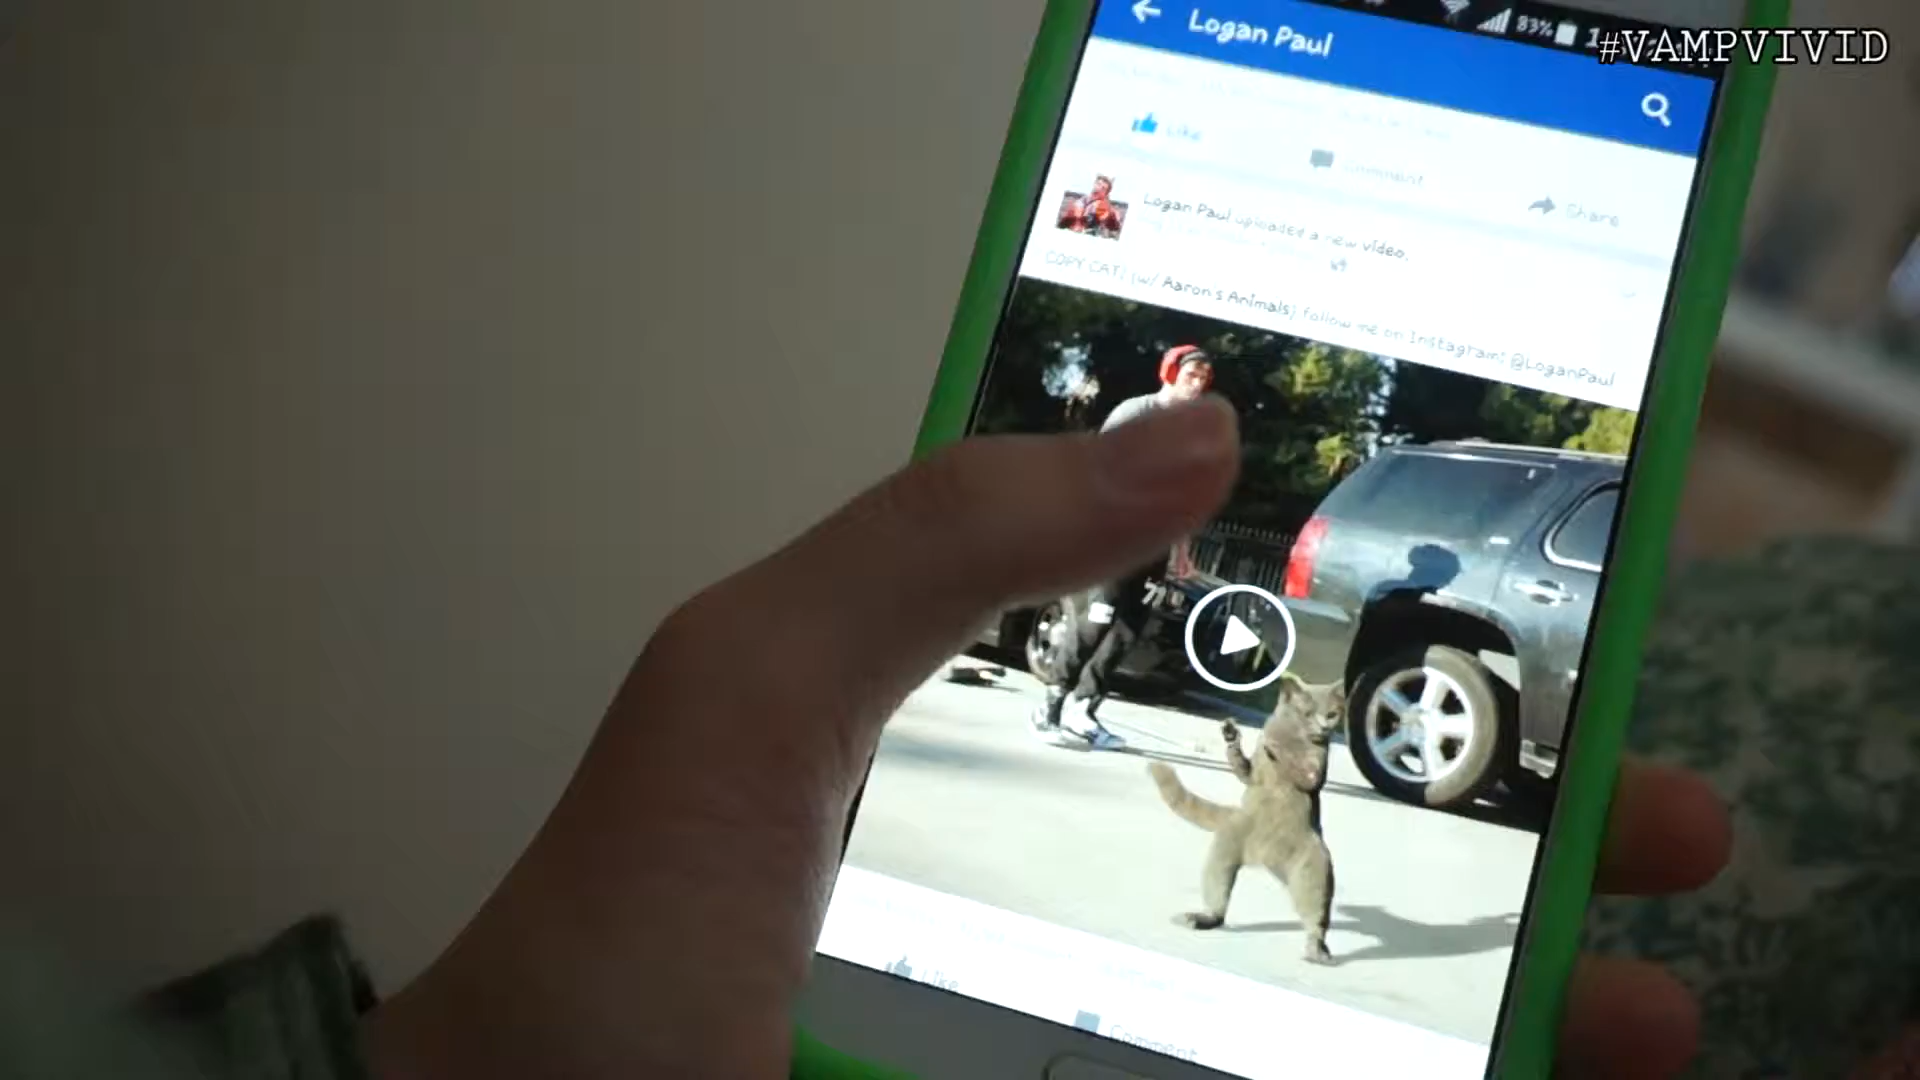 #VAMPVIVID
83%
Logan Paul
Like
Comment
Share
Logan Paul uploaded a new video.
COPY CAT! (w/ Aaron's Animals) follow me on Instagram! @LoganPaul
Like
Comment